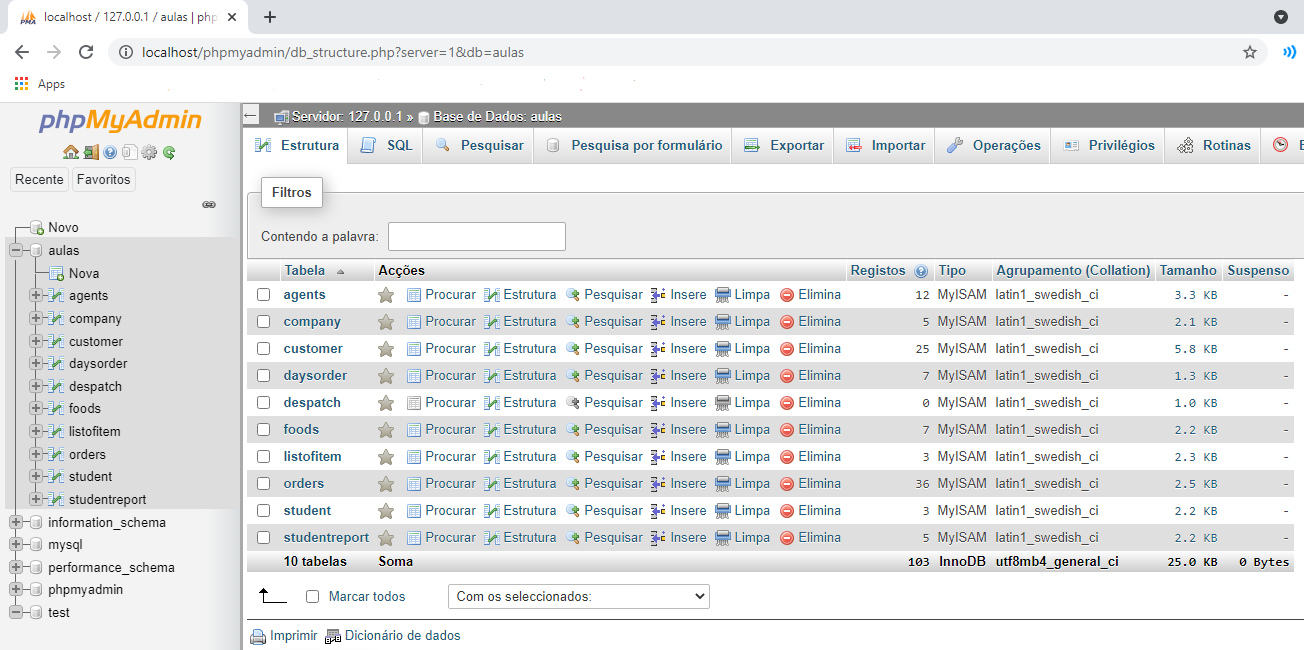 localhost / 127.0.0.1 / aulas | php
localhost/phpmyadmin/db_structure.php?server=1&db=aulas
Apps
phpMyAdmin
Recente Favoritos
Novo
aulas
Nova
agents
company
customer
daysorder
despatch
foods
listofitem
orders
student
studentreport
information_schema
mysql
performance_schema
phpmyadmin
test
Servidor: 127.0.0.1 » Base de Dados: aulas
Estrutura SQL Pesquisar Pesquisa por formulário Exportar Importar Operações Privilégios Rotinas E
Filtros
Contendo a palavra:
Tabela Acções Registos Tipo Agrupamento (Collation) Tamanho Suspenso
agents Procurar Estrutura Pesquisar Insere Limpa Elimina 12 MyISAM latin1_swedish_ci 3.3 KB -
company Procurar Estrutura Pesquisar Insere Limpa Elimina 5 MyISAM latin1_swedish_ci 2.1 KB -
customer Procurar Estrutura Pesquisar Insere Limpa Elimina 25 MyISAM latin1_swedish_ci 5.8 KB -
daysorder Procurar Estrutura Pesquisar Insere Limpa Elimina 7 MyISAM latin1_swedish_ci 1.3 KB -
despatch Procurar Estrutura Pesquisar Insere Limpa Elimina 0 MyISAM latin1_swedish_ci 1.0 KB -
foods Procurar Estrutura Pesquisar Insere Limpa Elimina 7 MyISAM latin1_swedish_ci 2.2 KB -
listofitem Procurar Estrutura Pesquisar Insere Limpa Elimina 3 MyISAM latin1_swedish_ci 2.3 KB -
orders Procurar Estrutura Pesquisar Insere Limpa Elimina 36 MyISAM latin1_swedish_ci 2.5 KB -
student Procurar Estrutura Pesquisar Insere Limpa Elimina 3 MyISAM latin1_swedish_ci 2.2 KB -
studentreport Procurar Estrutura Pesquisar Insere Limpa Elimina 5 MyISAM latin1_swedish_ci 2.2 KB -
10 tabelas Soma 103 InnoDB utf8mb4_general_ci 25.0 KB 0 Bytes
Marcar todos Com os seleccionados:
Imprimir Dicionário de dados